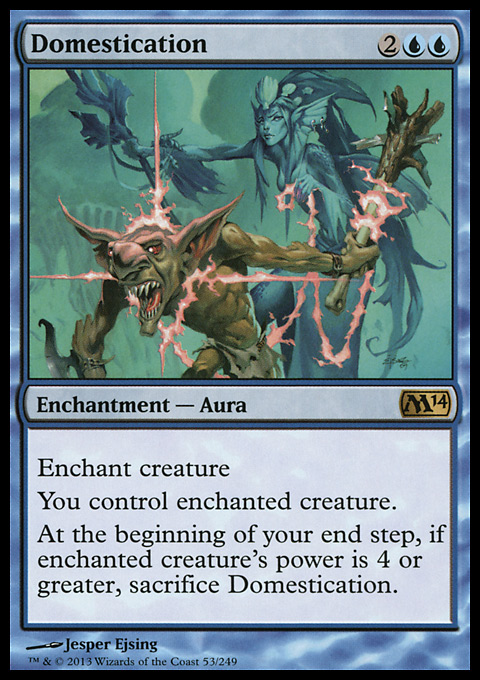 Domestication 2
Enchantment — Aura M14
Enchant creature
You control enchanted creature.
At the beginning of your end step, if
enchanted creature's power is 4 or
greater, sacrifice Domestication.
Jesper Ejsing
™ & © 2013 Wizards of the Coast 53/249